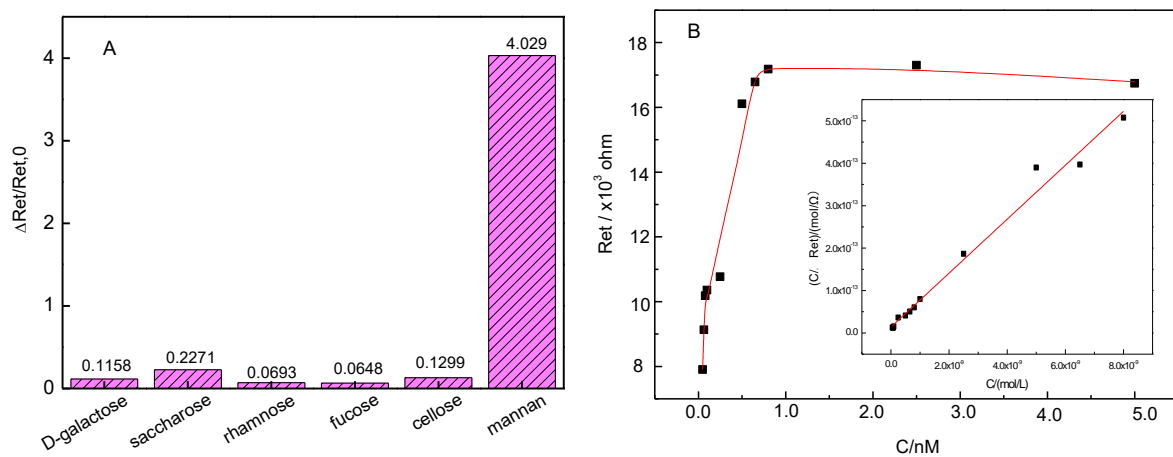 A
ΔRet/Ret,0
4
3
2
1
0
0.1158
0.2271
0.0693
0.0648
0.1299
4.029
D-galactose
saccharose
rhamnose
fucose
cellose
mannan
B
Ret / x10³ ohm
18
16
14
12
10
8
0.0 1.0 2.0 3.0 4.0 5.0
C/nM
(C/. Ret)/(mol/Ω)
5.0x10⁻¹³
4.0x10⁻¹³
3.0x10⁻¹³
2.0x10⁻¹³
1.0x10⁻¹³
0.0
0.0 2.0x10⁻⁹ 4.0x10⁻⁹ 6.0x10⁻⁹ 8.0x10⁻⁹
C/(mol/L)